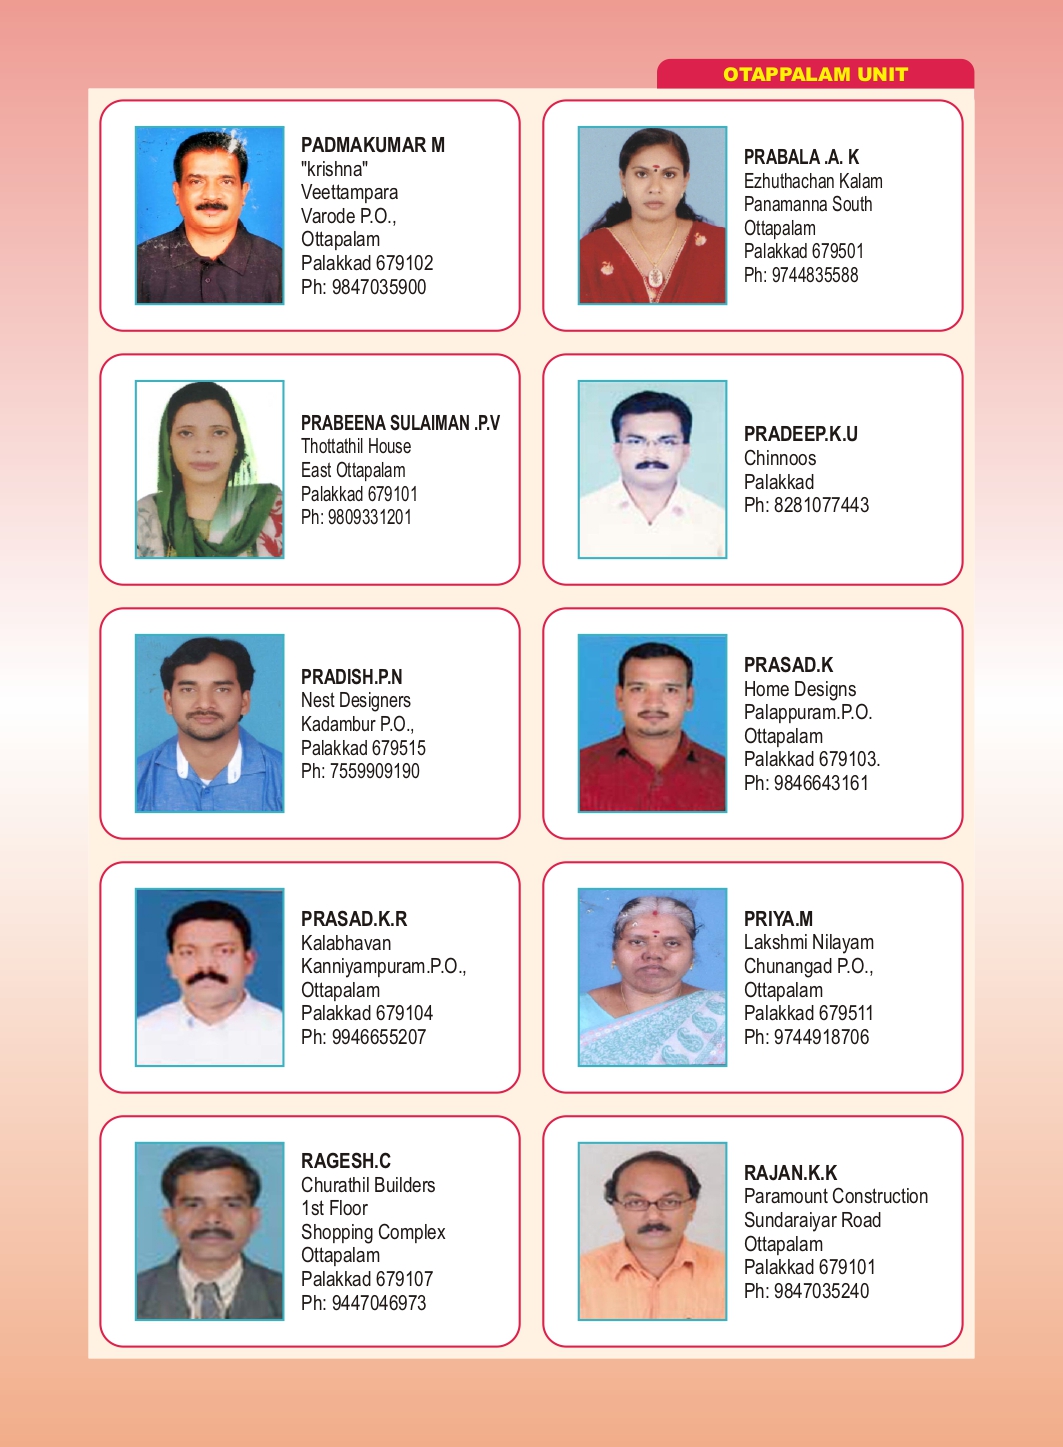 OTAPPALAM UNIT
PADMAKUMAR M
"krishna"
Veettampara
Varode P.O.,
Ottapalam
Palakkad 679102
Ph: 9847035900
PRABALA .A. K
Ezhuthachan Kalam
Panamanna South
Ottapalam
Palakkad 679501
Ph: 9744835588
PRABEENA SULAIMAN .P.V
Thottathil House
East Ottapalam
Palakkad 679101
Ph: 9809331201
PRADEEP.K.U
Chinnoos
Palakkad
Ph: 8281077443
PRADISH.P.N
Nest Designers
Kadambur P.O.,
Palakkad 679515
Ph: 7559909190
PRASAD.K
Home Designs
Palappuram.P.O.
Ottapalam
Palakkad 679103.
Ph: 9846643161
PRASAD.K.R
Kalabhavan
Kanniyampuram.P.O.,
Ottapalam
Palakkad 679104
Ph: 9946655207
PRIYA.M
Lakshmi Nilayam
Chunangad P.O.,
Ottapalam
Palakkad 679511
Ph: 9744918706
RAGESH.C
Churathil Builders
1st Floor
Shopping Complex
Ottapalam
Palakkad 679107
Ph: 9447046973
RAJAN.K.K
Paramount Construction
Sundaraiyar Road
Ottapalam
Palakkad 679101
Ph: 9847035240